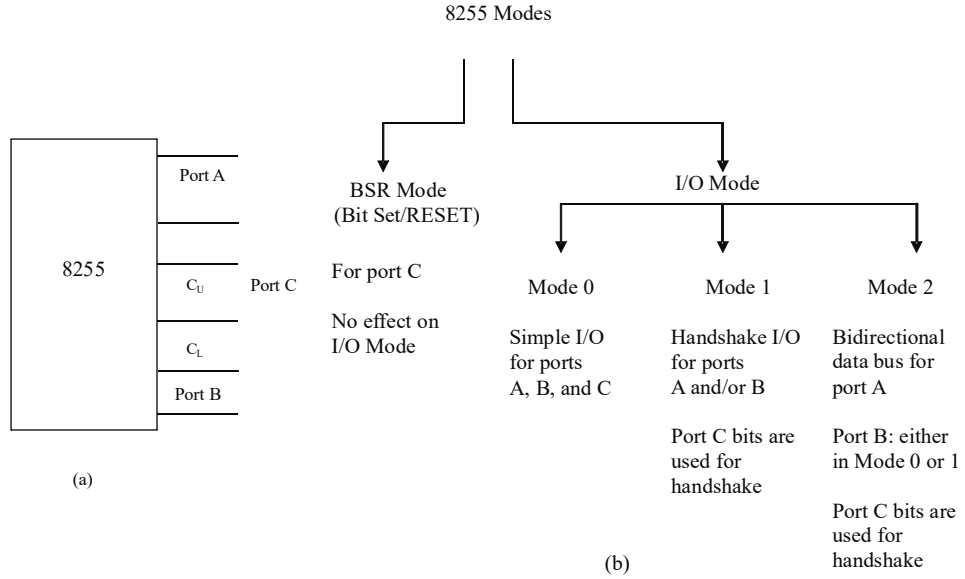 8255 Modes
8255
Port A
C_U
Port C
C_L
Port B
(a)
BSR Mode
(Bit Set/RESET)
For port C
No effect on
I/O Mode
I/O Mode
Mode 0
Simple I/O
for ports
A, B, and C
Mode 1
Handshake I/O
for ports
A and/or B
Port C bits are
used for
handshake
Mode 2
Bidirectional
data bus for
port A
Port B: either
in Mode 0 or 1
Port C bits are
used for
handshake
(b)